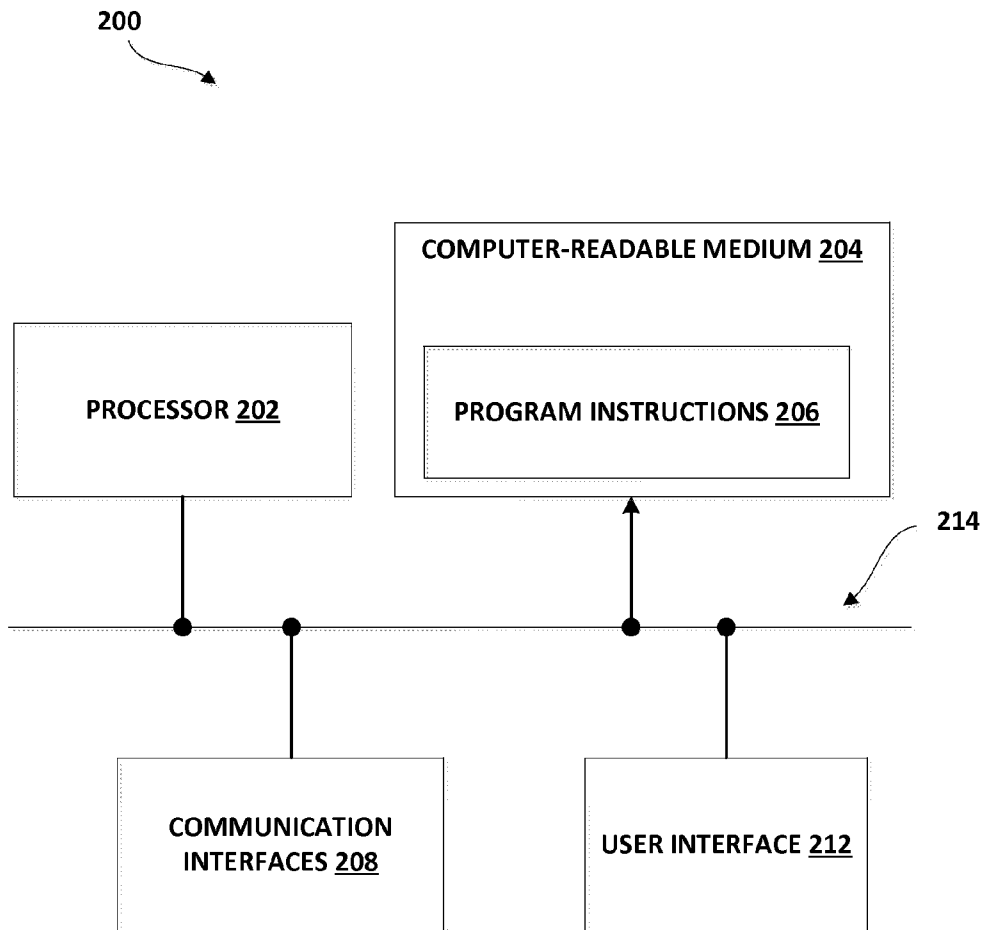 200
COMPUTER-READABLE MEDIUM 204
PROCESSOR 202
PROGRAM INSTRUCTIONS 206
214
COMMUNICATION
INTERFACES 208
USER INTERFACE 212